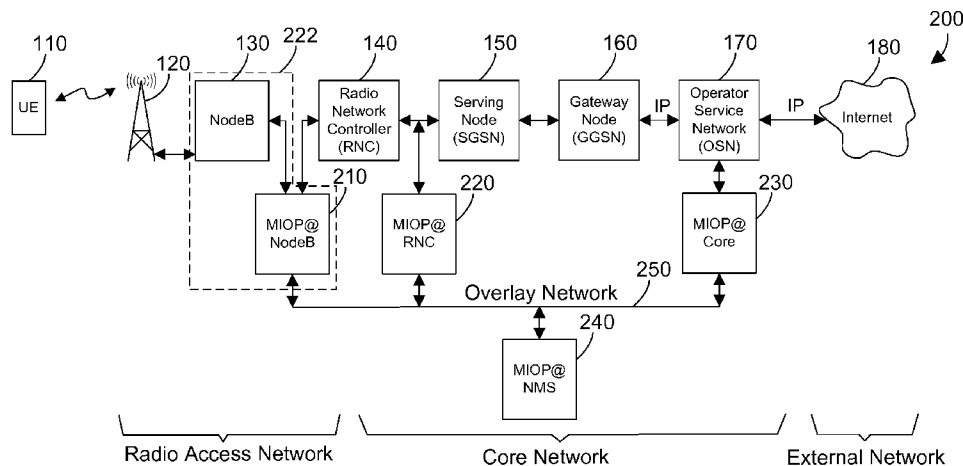 200
110
120
130
222
140
150
160
170
180
UE
NodeB
Radio
Network
Controller
(RNC)
Serving
Node
(SGSN)
Gateway
Node
(GGSN)
IP
Operator
Service
Network
(OSN)
IP
Internet
210
220
230
MIOP@
NodeB
MIOP@
RNC
MIOP@
Core
Overlay Network
250
240
MIOP@
NMS
Radio Access Network
Core Network
External Network